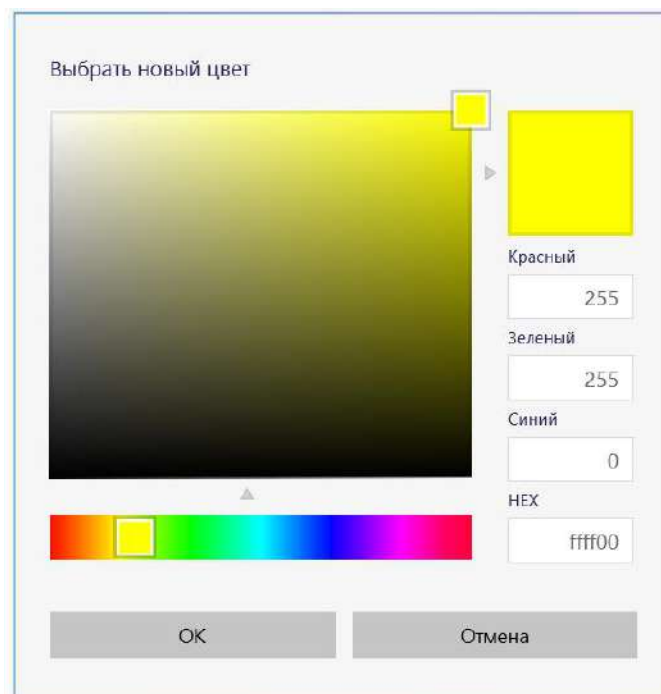 Выбрать новый цвет
Красный
255
Зеленый
255
Синий
0
HEX
ffff00
OK
Отмена